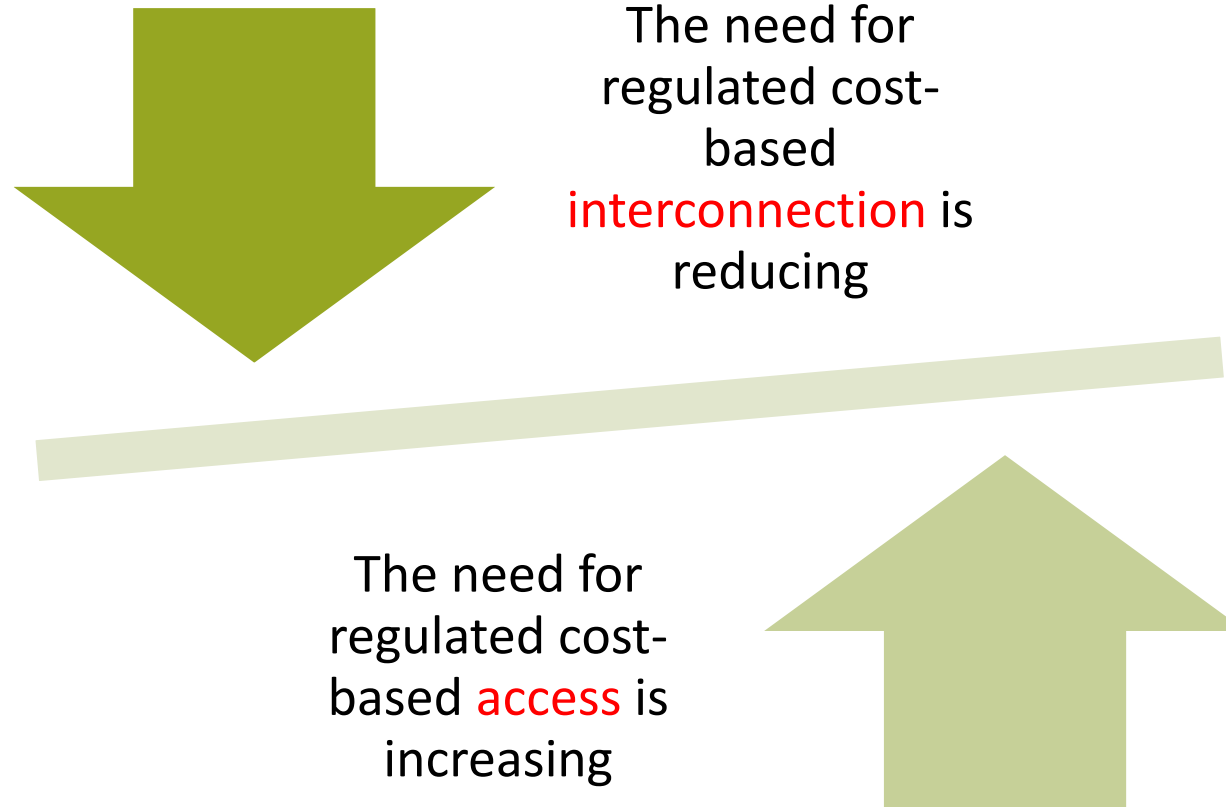 The need for
regulated cost-
based
interconnection is
reducing
The need for
regulated cost-
based access is
increasing